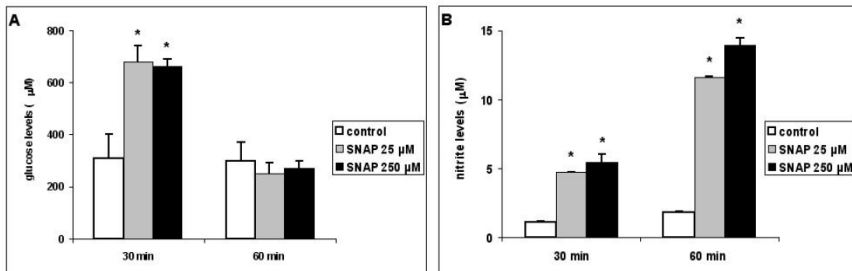 A
glucose levels ( μM)
800
600
400
200
0
* *
30 min 60 min
control
SNAP 25 μM
SNAP 250 μM
B
nitrite levels (μM)
15
10
5
0
* *
* *
30 min 60 min
control
SNAP 25 μM
SNAP 250 μM